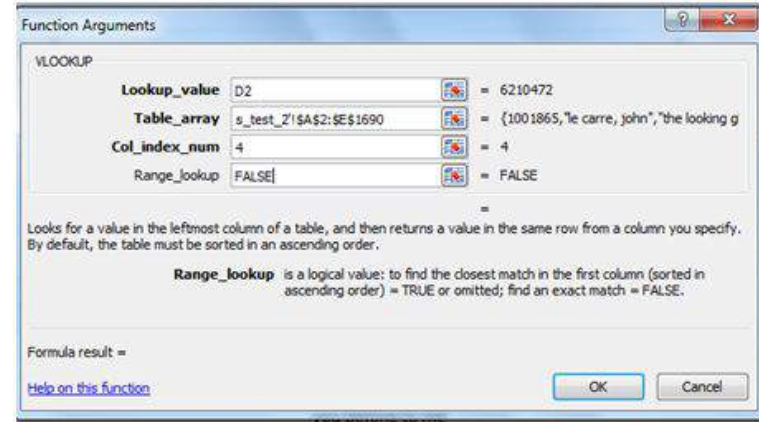 Function Arguments
VLOOKUP
Lookup_value D2 = 6210472
Table_array s_test_2'!$A$2:$E$1690 = {1001865,"le carre, john","the looking g
Col_index_num 4 = 4
Range_lookup FALSE = FALSE
=
Looks for a value in the leftmost column of a table, and then returns a value in the same row from a column you specify.
By default, the table must be sorted in an ascending order.
Range_lookup is a logical value: to find the closest match in the first column (sorted in
ascending order) = TRUE or omitted; find an exact match = FALSE.
Formula result =
Help on this function OK Cancel